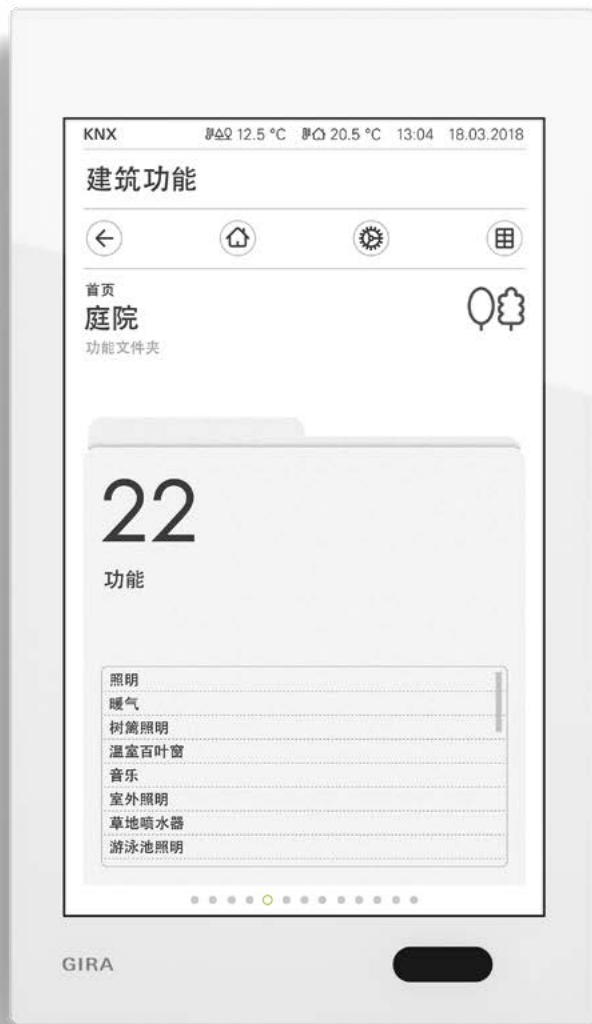 KNX 12.5 °C 20.5 °C 13:04 18.03.2018
建筑功能
首页
庭院
功能文件夹
22
功能
照明
暖气
树篱照明
温室百叶窗
音乐
室外照明
草地喷水器
游泳池照明
GIRA